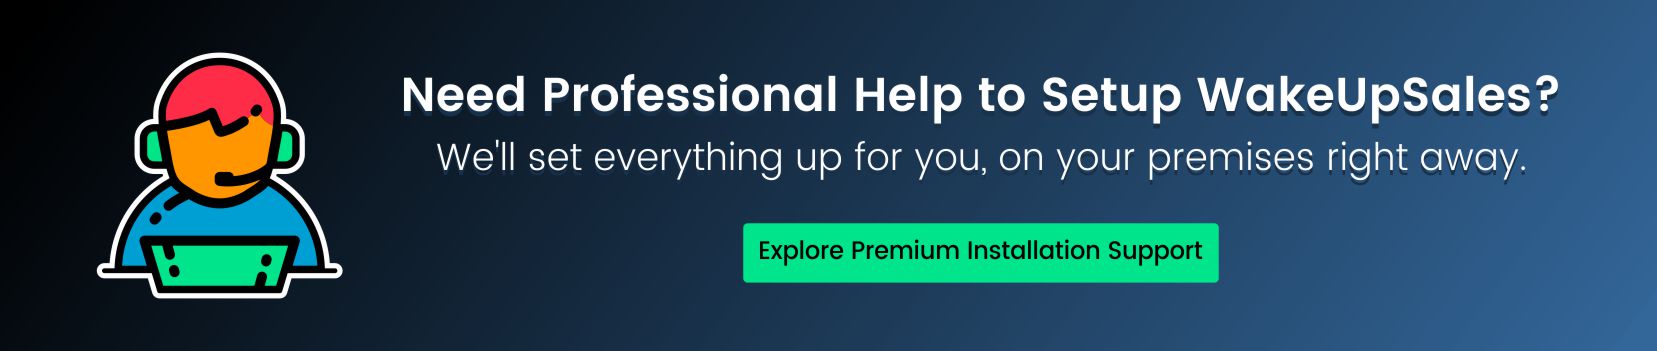 Need Professional Help to Setup WakeUpSales?
We'll set everything up for you, on your premises right away.
Explore Premium Installation Support